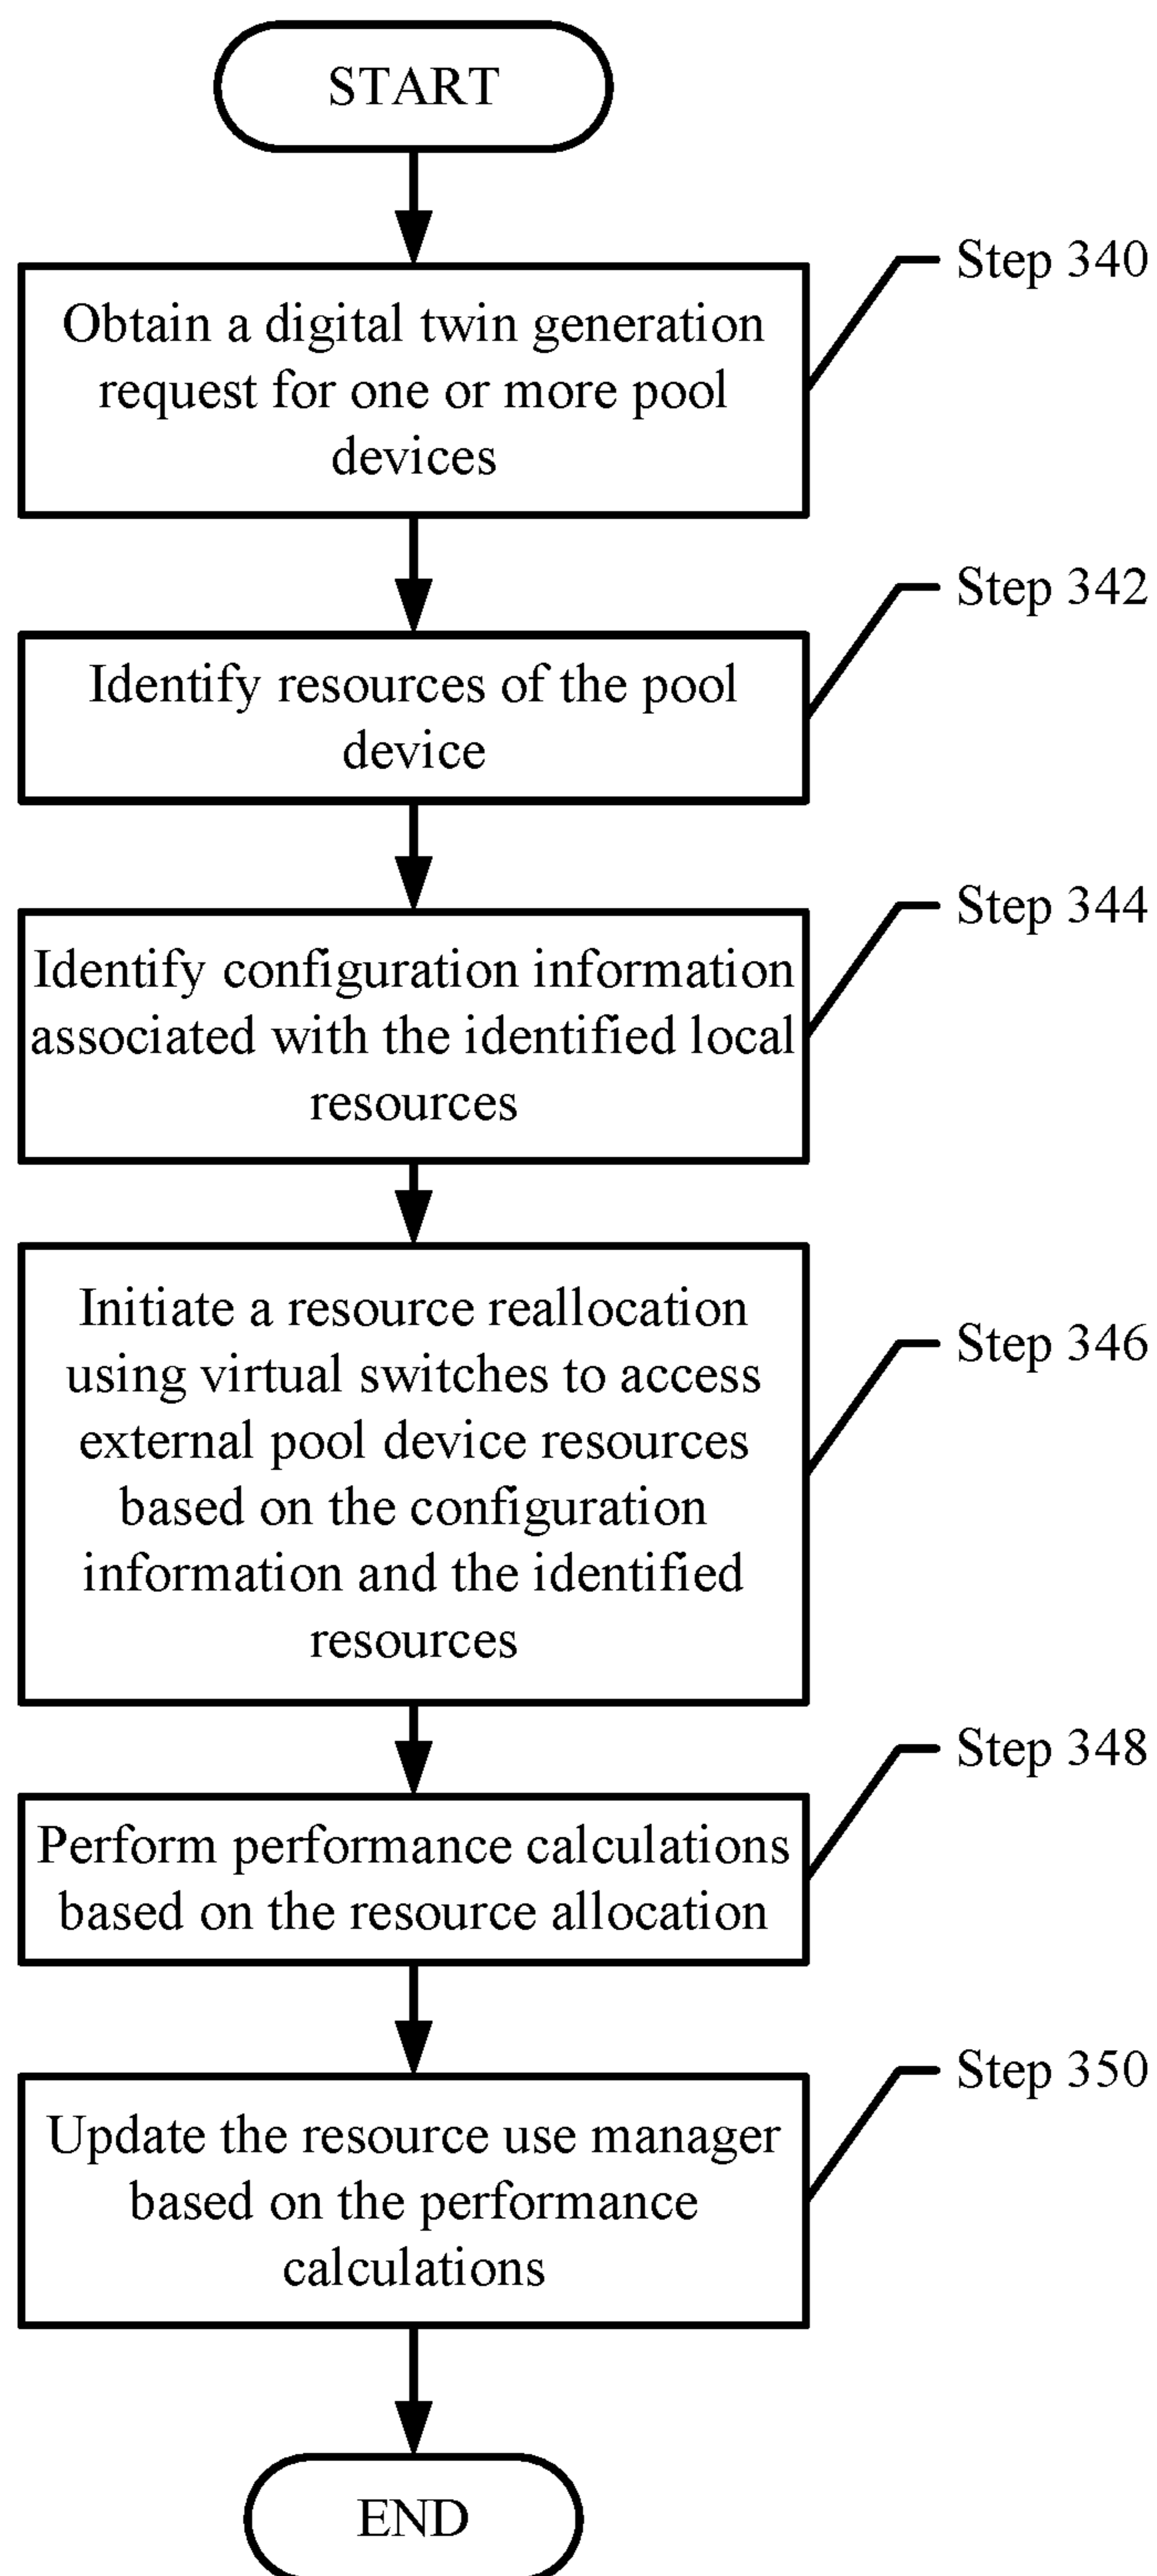 START
Step 340
Obtain a digital twin generation
request for one or more pool
devices
Step 342
Identify resources of the pool
device
Step 344
Identify configuration information
associated with the identified local
resources
Initiate a resource reallocation
using virtual switches to access
Step 346
external pool device resources
based on the configuration
information and the identified
resources
Step 348
Perform performance calculations
based on the resource allocation
Step 350
Update the resource use manager
based on the performance
calculations
END